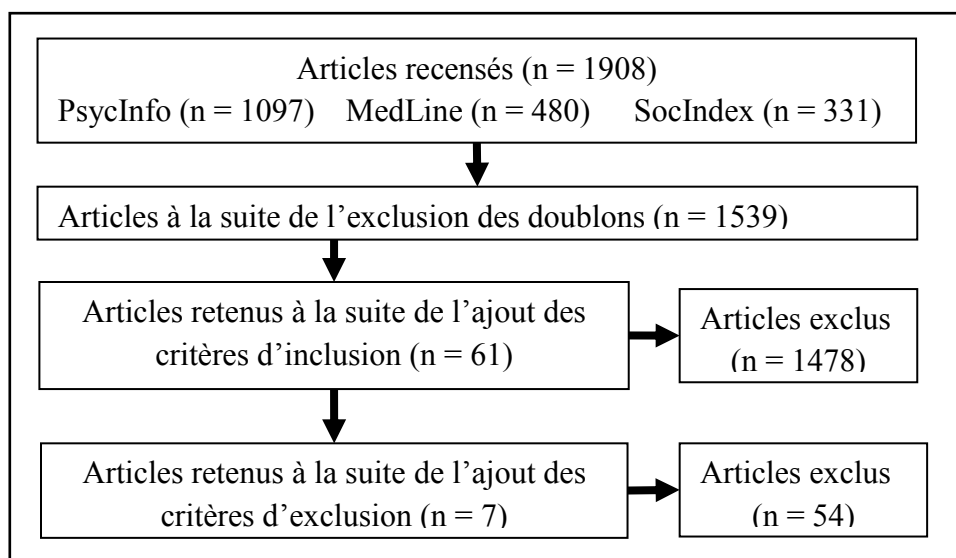 Articles recensés (n = 1908)
PsycInfo (n = 1097) MedLine (n = 480) SocIndex (n = 331)
Articles à la suite de l’exclusion des doublons (n = 1539)
Articles retenus à la suite de l’ajout des
critères d’inclusion (n = 61)
Articles exclus
(n = 1478)
Articles retenus à la suite de l’ajout des
critères d’exclusion (n = 7)
Articles exclus
(n = 54)